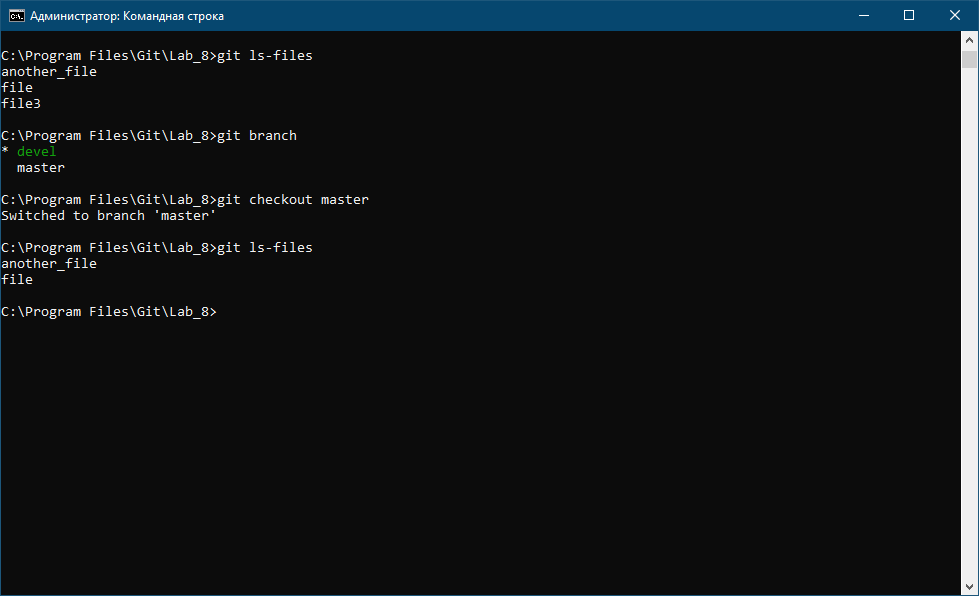 Администратор: Командная строка
C:\Program Files\Git\Lab_8>git ls-files
another_file
file
file3
C:\Program Files\Git\Lab_8>git branch
* devel
  master
C:\Program Files\Git\Lab_8>git checkout master
Switched to branch 'master'
C:\Program Files\Git\Lab_8>git ls-files
another_file
file
C:\Program Files\Git\Lab_8>